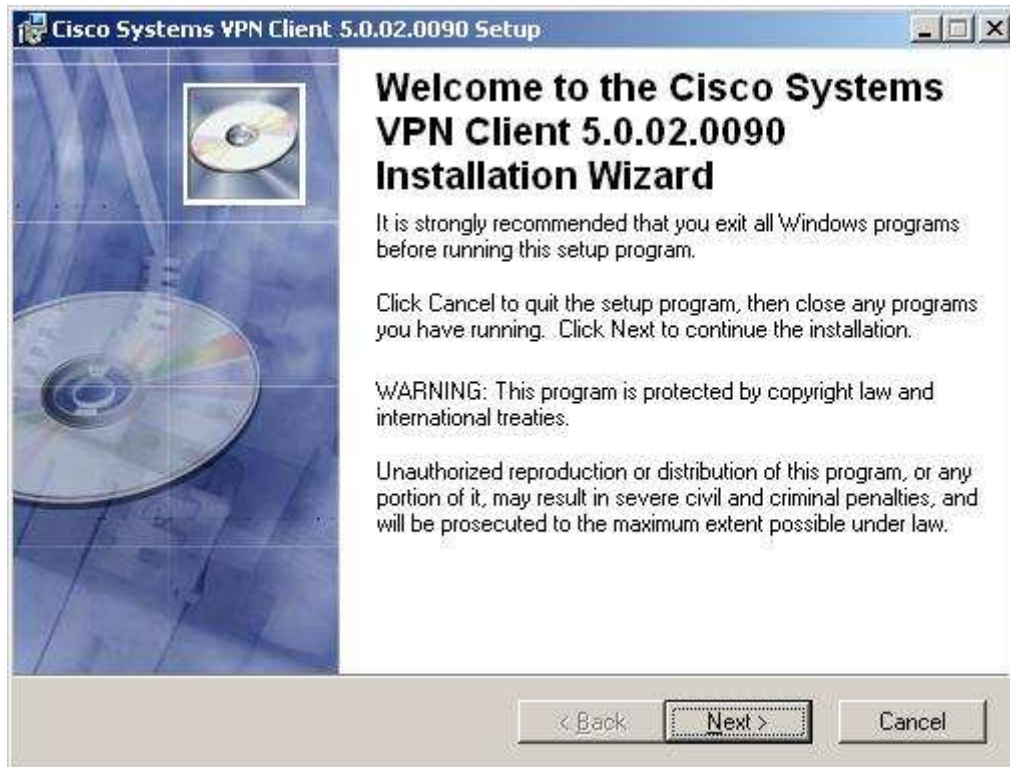 Cisco Systems VPN Client 5.0.02.0090 Setup
Welcome to the Cisco Systems
VPN Client 5.0.02.0090
Installation Wizard
It is strongly recommended that you exit all Windows programs
before running this setup program.
Click Cancel to quit the setup program, then close any programs
you have running. Click Next to continue the installation.
WARNING: This program is protected by copyright law and
international treaties.
Unauthorized reproduction or distribution of this program, or any
portion of it, may result in severe civil and criminal penalties, and
will be prosecuted to the maximum extent possible under law.
< Back
Next >
Cancel